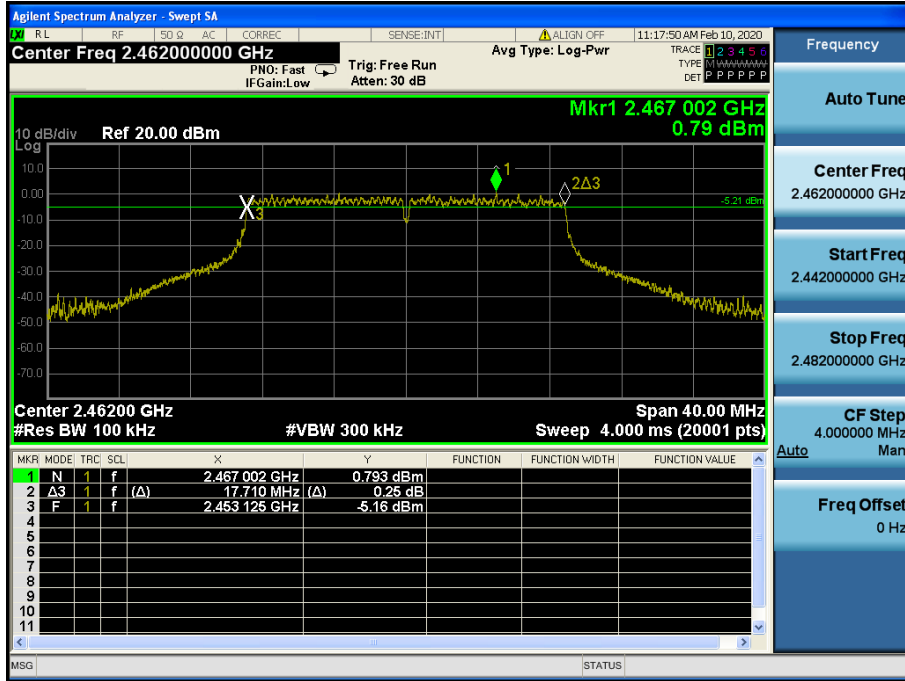 Agilent Spectrum Analyzer - Swept SA
LXI RL RF 50 Ω AC CORREC SENSE:INT ALIGN OFF 11:17:50 AM Feb 10, 2020
Center Freq 2.462000000 GHz
Avg Type: Log-Pwr
TRACE 1 2 3 4 5 6
PNO: Fast Trig: Free Run
TYPE MWWWWW
IFGain:Low Atten: 30 dB
DET P P P P P P
Mkr1 2.467 002 GHz
0.79 dBm
10 dB/div Ref 20.00 dBm
Log
10.0
0.00
-10.0
-20.0
-30.0
-40.0
-50.0
-60.0
-70.0
1
2Δ3
3
-5.21 dBm
Center 2.46200 GHz Span 40.00 MHz
#Res BW 100 kHz #VBW 300 kHz Sweep 4.000 ms (20001 pts)
MKR MODE TRC SCL X Y FUNCTION FUNCTION WIDTH FUNCTION VALUE
1 N 1 f 2.467 002 GHz 0.793 dBm
2 Δ3 1 f (Δ) 17.710 MHz (Δ) 0.25 dB
3 F 1 f 2.453 125 GHz -5.16 dBm
4
5
6
7
8
9
10
11
MSG STATUS
Frequency
Auto Tune
Center Freq
2.462000000 GHz
Start Freq
2.442000000 GHz
Stop Freq
2.482000000 GHz
CF Step
4.000000 MHz
Auto Man
Freq Offset
0 Hz